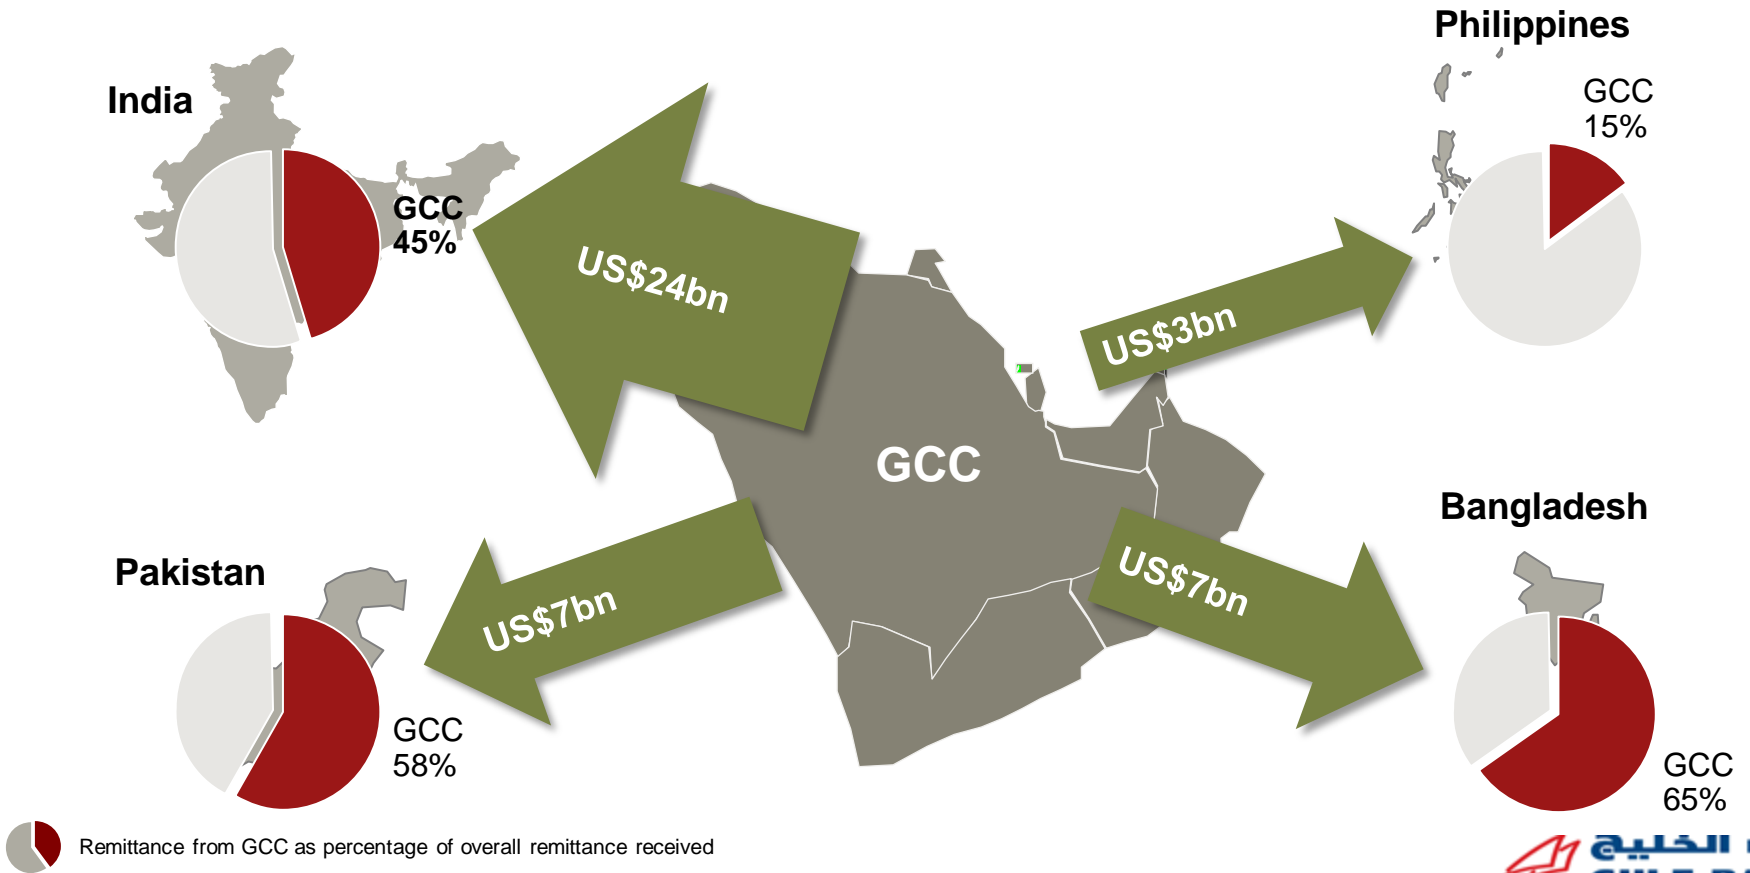 Philippines
India
GCC
15%
GCC
45%
US$24bn
US$3bn
GCC
Bangladesh
Pakistan
US$7bn
US$7bn
GCC
58%
GCC
65%
Remittance from GCC as percentage of overall remittance received
الخليج